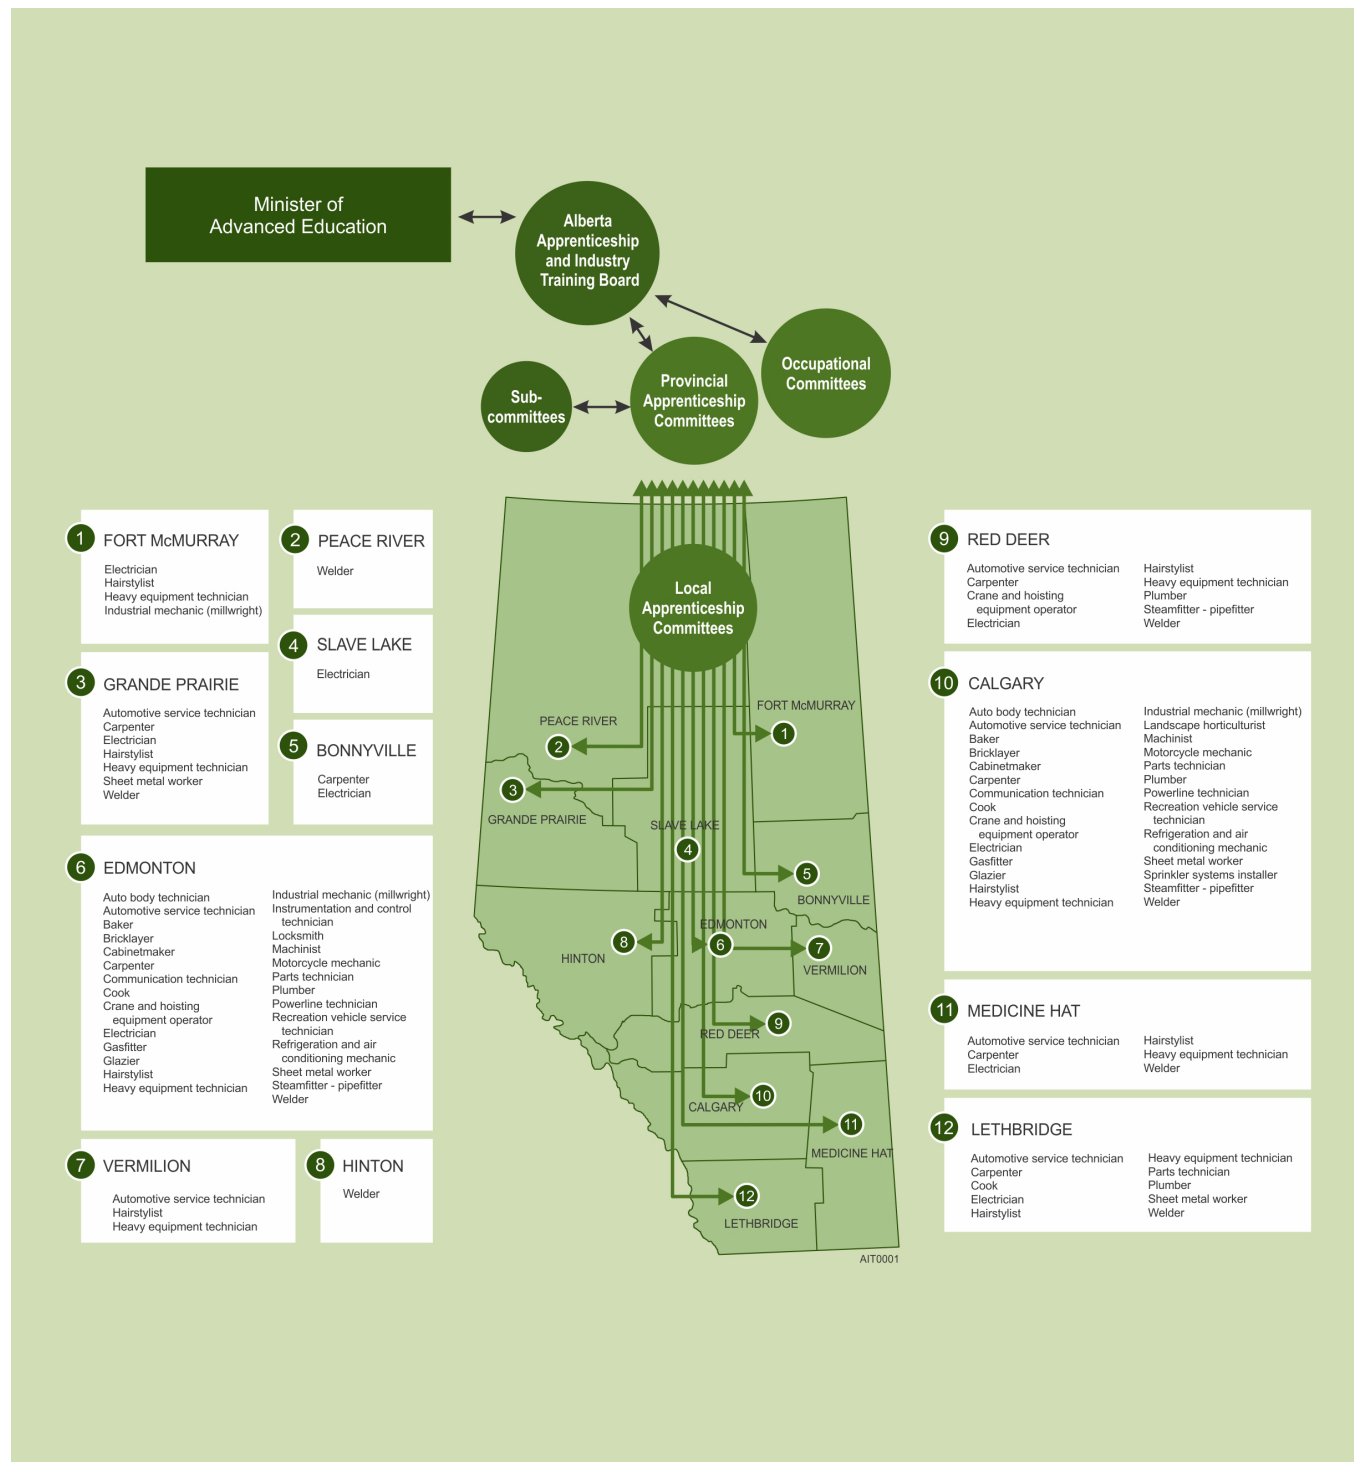 Minister of
Advanced Education
Alberta
Apprenticeship
and Industry
Training Board
Occupational
Committees
Provincial
Apprenticeship
Committees
Sub-
committees
Local
Apprenticeship
Committees
1
FORT McMURRAY
Electrician
Hairstylist
Heavy equipment technician
Industrial mechanic (millwright)
2
PEACE RIVER
Welder
3
GRANDE PRAIRIE
Automotive service technician
Carpenter
Electrician
Hairstylist
Heavy equipment technician
Sheet metal worker
Welder
4
SLAVE LAKE
Electrician
5
BONNYVILLE
Carpenter
Electrician
6
EDMONTON
Auto body technician
Automotive service technician
Baker
Bricklayer
Cabinetmaker
Carpenter
Communication technician
Cook
Crane and hoisting
equipment operator
Electrician
Gasfitter
Glazier
Hairstylist
Heavy equipment technician
Industrial mechanic (millwright)
Instrumentation and control
technician
Locksmith
Machinist
Motorcycle mechanic
Parts technician
Plumber
Powerline technician
Recreation vehicle service
technician
Refrigeration and air
conditioning mechanic
Sheet metal worker
Steamfitter - pipefitter
Welder
7
VERMILION
Automotive service technician
Hairstylist
Heavy equipment technician
8
HINTON
Welder
FORT McMURRAY
1
PEACE RIVER
2
3
GRANDE PRAIRIE
SLAVE LAKE
4
5
BONNYVILLE
EDMONTON
6
8
HINTON
7
VERMILION
9
RED DEER
10
CALGARY
11
MEDICINE HAT
12
LETHBRIDGE
AIT0001
9
RED DEER
Automotive service technician
Carpenter
Crane and hoisting
equipment operator
Electrician
Hairstylist
Heavy equipment technician
Plumber
Steamfitter - pipefitter
Welder
10
CALGARY
Auto body technician
Automotive service technician
Baker
Bricklayer
Cabinetmaker
Carpenter
Communication technician
Cook
Crane and hoisting
equipment operator
Electrician
Gasfitter
Glazier
Hairstylist
Heavy equipment technician
Industrial mechanic (millwright)
Landscape horticulturist
Machinist
Motorcycle mechanic
Parts technician
Plumber
Powerline technician
Recreation vehicle service
technician
Refrigeration and air
conditioning mechanic
Sheet metal worker
Sprinkler systems installer
Steamfitter - pipefitter
Welder
11
MEDICINE HAT
Automotive service technician
Carpenter
Electrician
Hairstylist
Heavy equipment technician
Welder
12
LETHBRIDGE
Automotive service technician
Carpenter
Cook
Electrician
Hairstylist
Heavy equipment technician
Parts technician
Plumber
Sheet metal worker
Welder